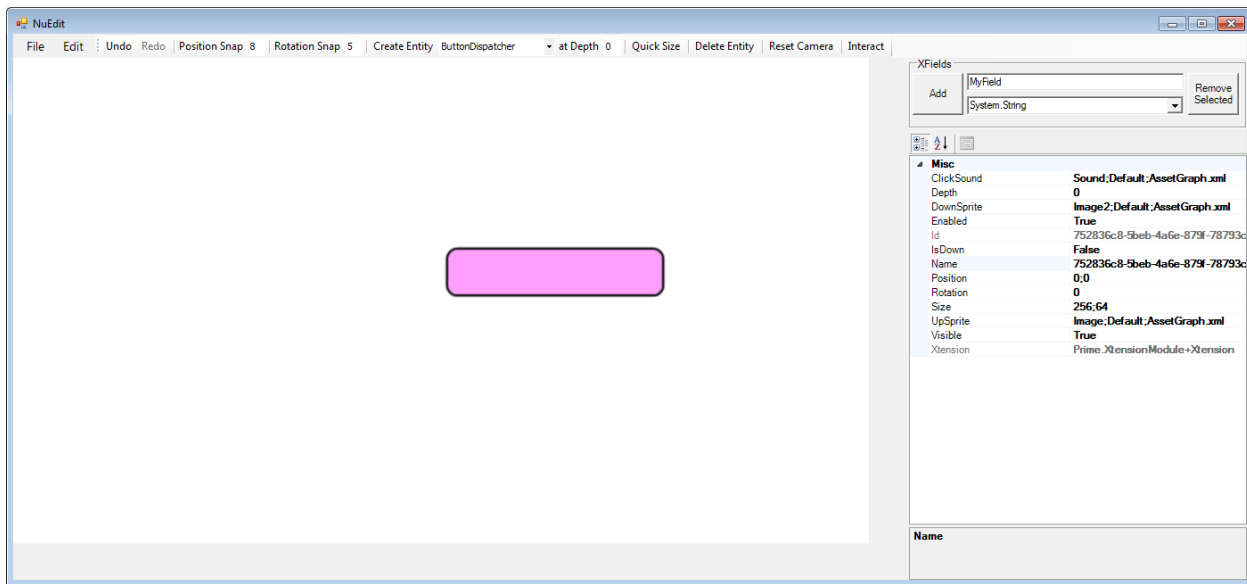 NuEdit
File Edit Undo Redo Position Snap 8 Rotation Snap 5 Create Entity ButtonDispatcher at Depth 0 Quick Size Delete Entity Reset Camera Interact
XFields
Add
MyField
System.String
Remove
Selected
Misc
ClickSound Sound;Default;AssetGraph.xml
Depth 0
DownSprite Image2;Default;AssetGraph.xml
Enabled True
Id 752836c8-5beb-4a6e-879f-78793c
IsDown False
Name 752836c8-5beb-4a6e-879f-78793c
Position 0;0
Rotation 0
Size 256;64
UpSprite Image;Default;AssetGraph.xml
Visible True
Xtension Prime.XtensionModule+Xtension
Name